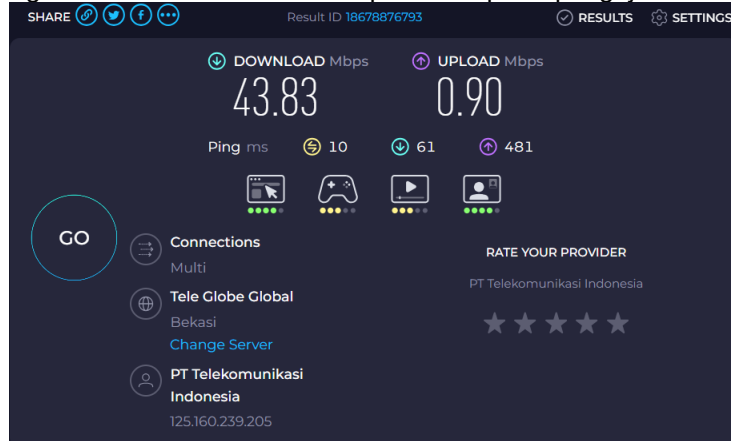 SHARE Result ID 18678876793 RESULTS SETTINGS
DOWNLOAD Mbps UPLOAD Mbps
43.83 0.90
Ping ms 10 61 481
GO
Connections
Multi
Tele Globe Global
Bekasi
Change Server
PT Telekomunikasi
Indonesia
125.160.239.205
RATE YOUR PROVIDER
PT Telekomunikasi Indonesia